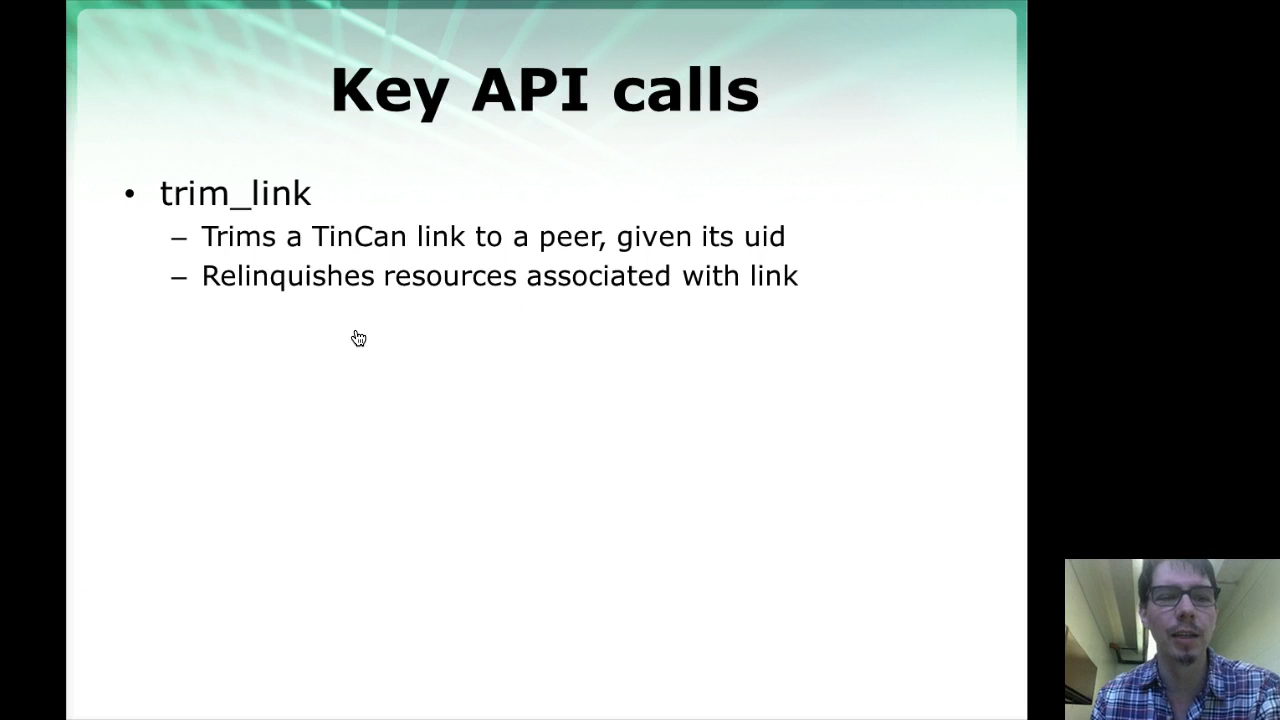 Key API calls
• trim_link
– Trims a TinCan link to a peer, given its uid
– Relinquishes resources associated with link